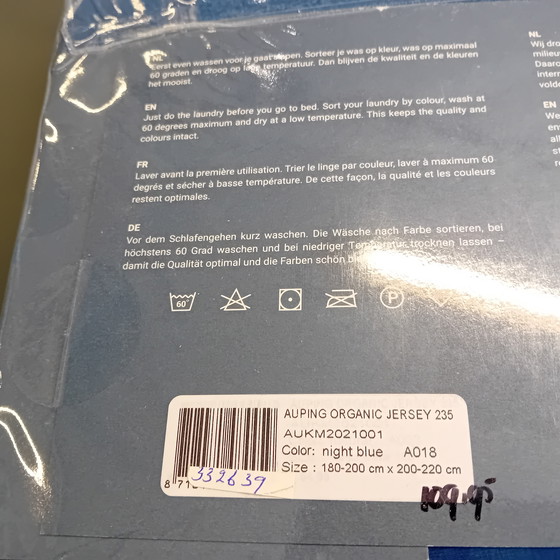 NL
Eerst even wassen voor je gaat slapen. Sorteer je was op kleur, was op maximaal
60 graden en droog op lage temperatuur. Dan blijven de kwaliteit en de kleuren
het mooist.
EN
Just do the laundry before you go to bed. Sort your laundry by colour, wash at
60 degrees maximum and dry at a low temperature. This keeps the quality and
colours intact.
FR
Laver avant la première utilisation. Trier le linge par couleur, laver à maximum 60
degrés et sécher à basse température. De cette façon, la qualité et les couleurs
restent optimales.
DE
Vor dem Schlafengehen kurz waschen. Die Wäsche nach Farbe sortieren, bei
höchstens 60 Grad waschen und bei niedriger Temperatur trocknen lassen –
damit die Qualität optimal und die Farben schön
60°
P
NL
Wij
EN
We
AUPING ORGANIC JERSEY 235
AUKM2021001
Color: night blue A018
Size : 180-200 cm x 200-220 cm
332639
8 71
109,95